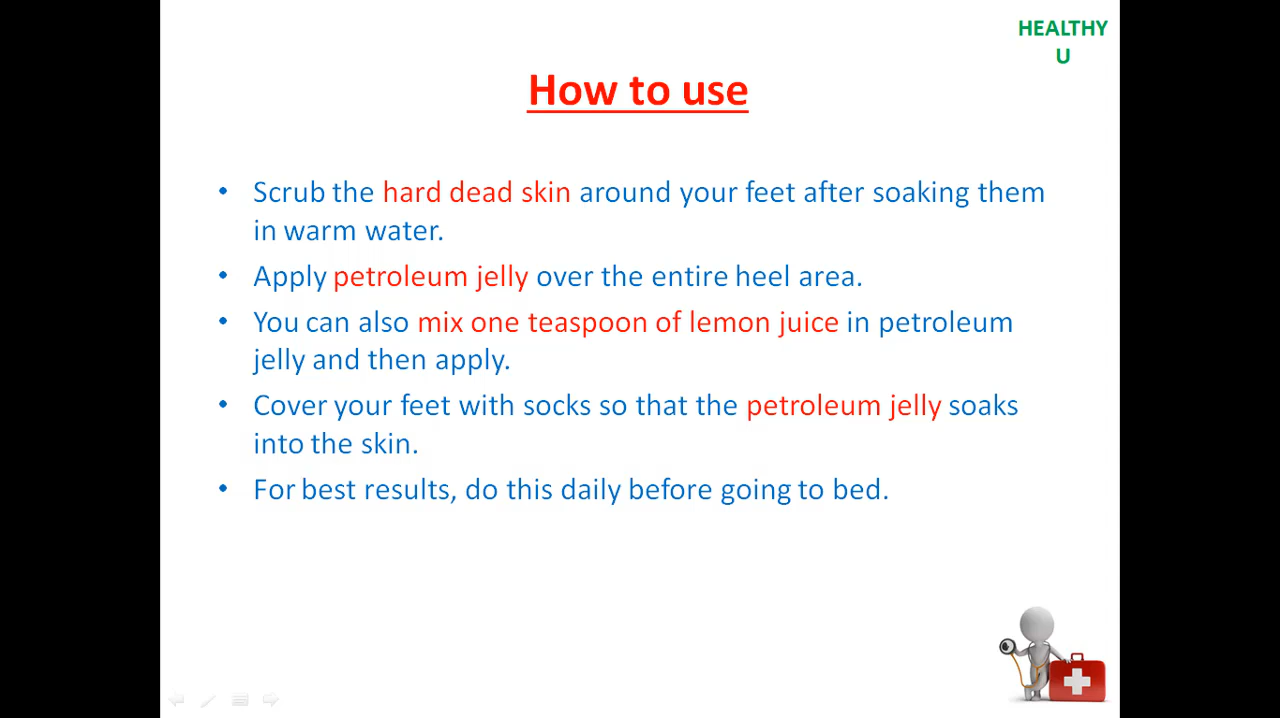 HEALTHY
U
How to use
• Scrub the hard dead skin around your feet after soaking them
in warm water.
• Apply petroleum jelly over the entire heel area.
• You can also mix one teaspoon of lemon juice in petroleum
jelly and then apply.
• Cover your feet with socks so that the petroleum jelly soaks
into the skin.
• For best results, do this daily before going to bed.